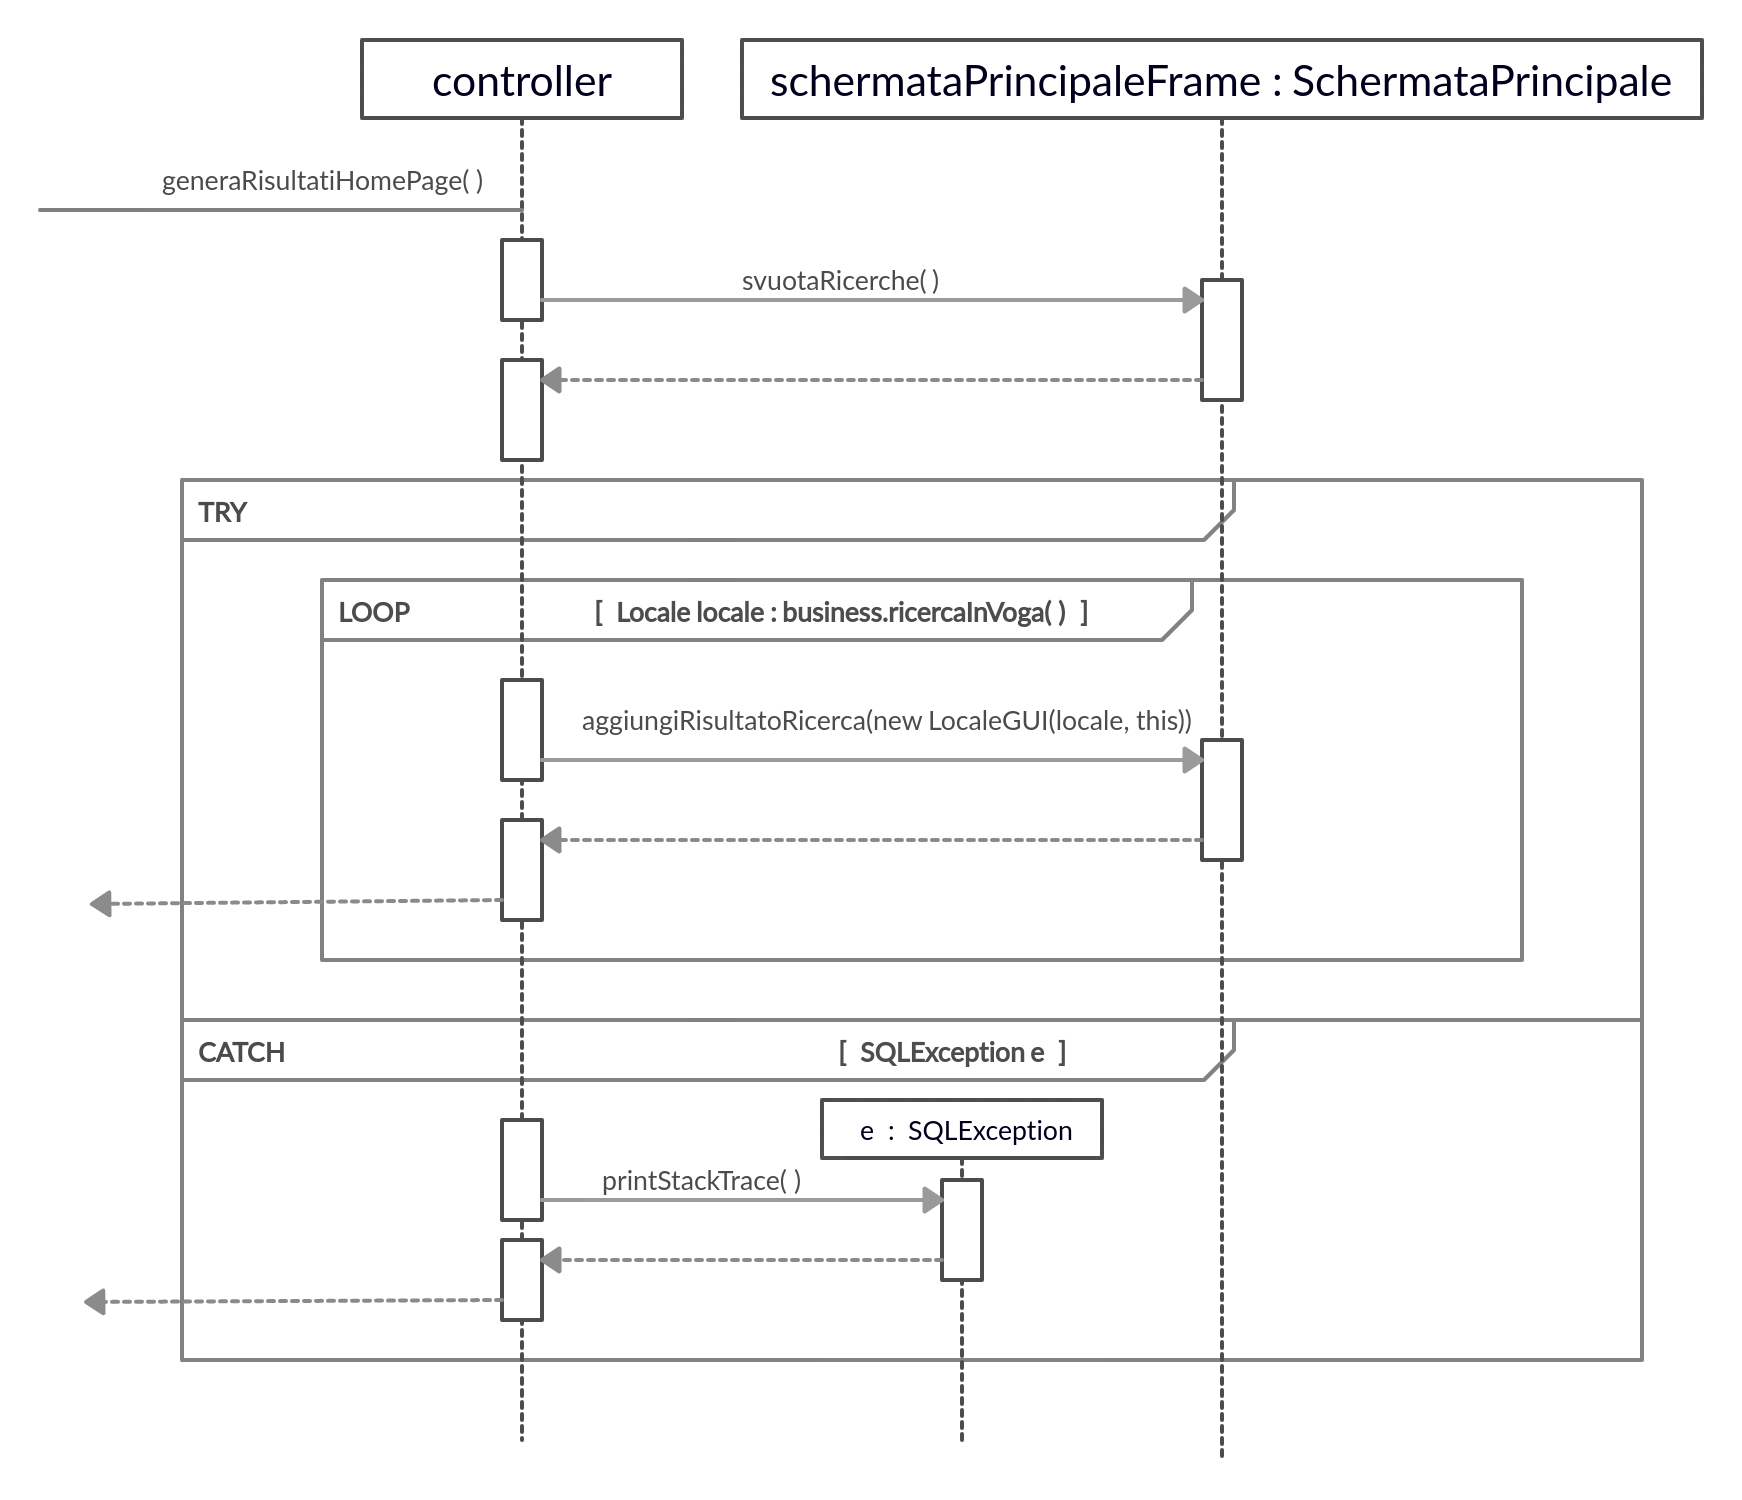 controller
schermataPrincipaleFrame : SchermataPrincipale
generaRisultatiHomePage( )
svuotaRicerche( )
TRY
LOOP [ Locale locale : business.ricercaInVoga( ) ]
aggiungiRisultatoRicerca(new LocaleGUI(locale, this))
CATCH [ SQLException e ]
e : SQLException
printStackTrace( )